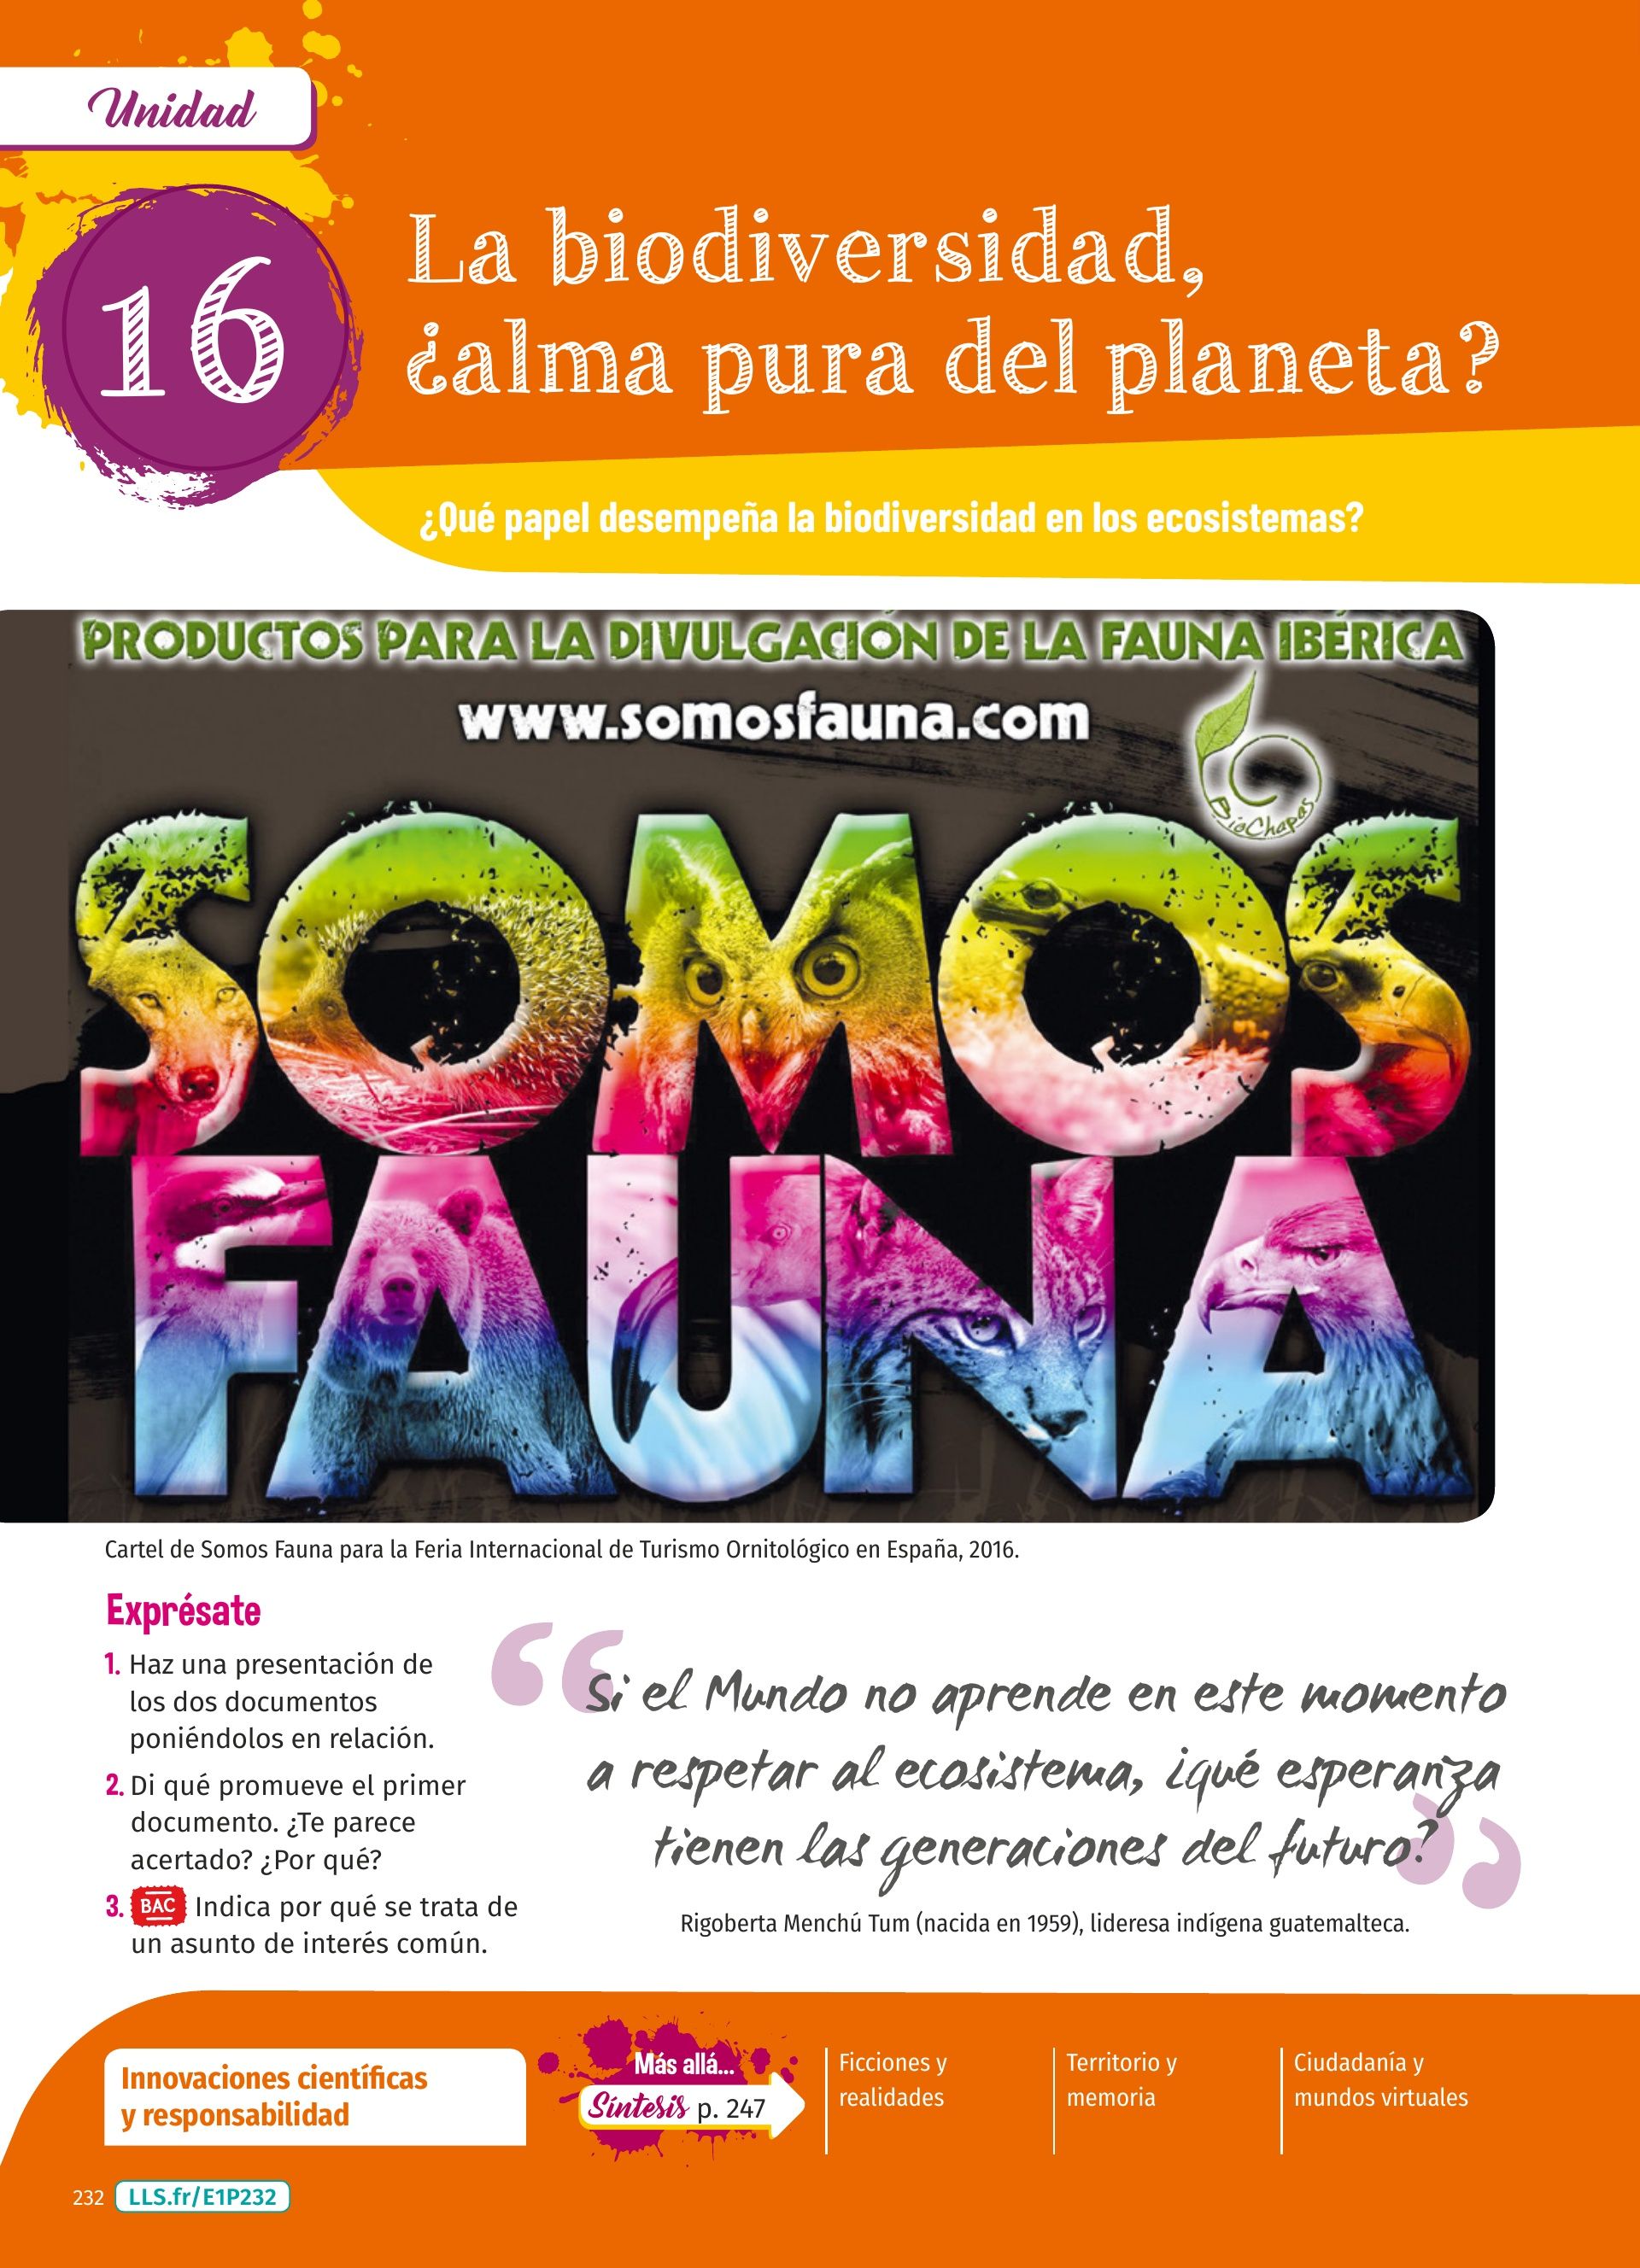 Unidad
16
La biodiversidad,
¿alma pura del planeta?
¿Qué papel desempeña la biodiversidad en los ecosistemas?
PRODUCTOS PARA LA DIVULGACIÓN DE LA FAUNA IBÉRICA
www.somosfauna.com
BioChapas
SOMOS
FAUNA
Cartel de Somos Fauna para la Feria Internacional de Turismo Ornitológico en España, 2016.
Exprésate
1. Haz una presentación de
los dos documentos
poniéndolos en relación.
2. Di qué promueve el primer
documento. ¿Te parece
acertado? ¿Por qué?
3. BAC Indica por qué se trata de
un asunto de interés común.
“Si el Mundo no aprende en este momento
a respetar al ecosistema, ¿qué esperanza
tienen las generaciones del futuro?”
Rigoberta Menchú Tum (nacida en 1959), lideresa indígena guatemalteca.
Innovaciones científicas
y responsabilidad
Más allá...
Síntesis p. 247
Ficciones y
realidades
Territorio y
memoria
Ciudadanía y
mundos virtuales
232 LLS.fr/E1P232